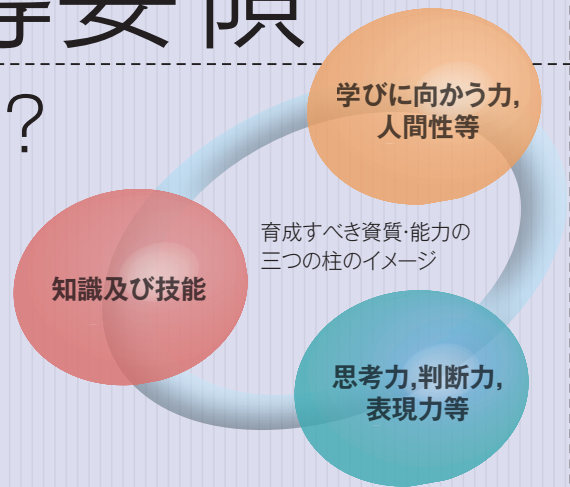 要領
?
学びに向かう力,
人間性等
育成すべき資質・能力の
三つの柱のイメージ
知識及び技能
思考力,判断力,
表現力等